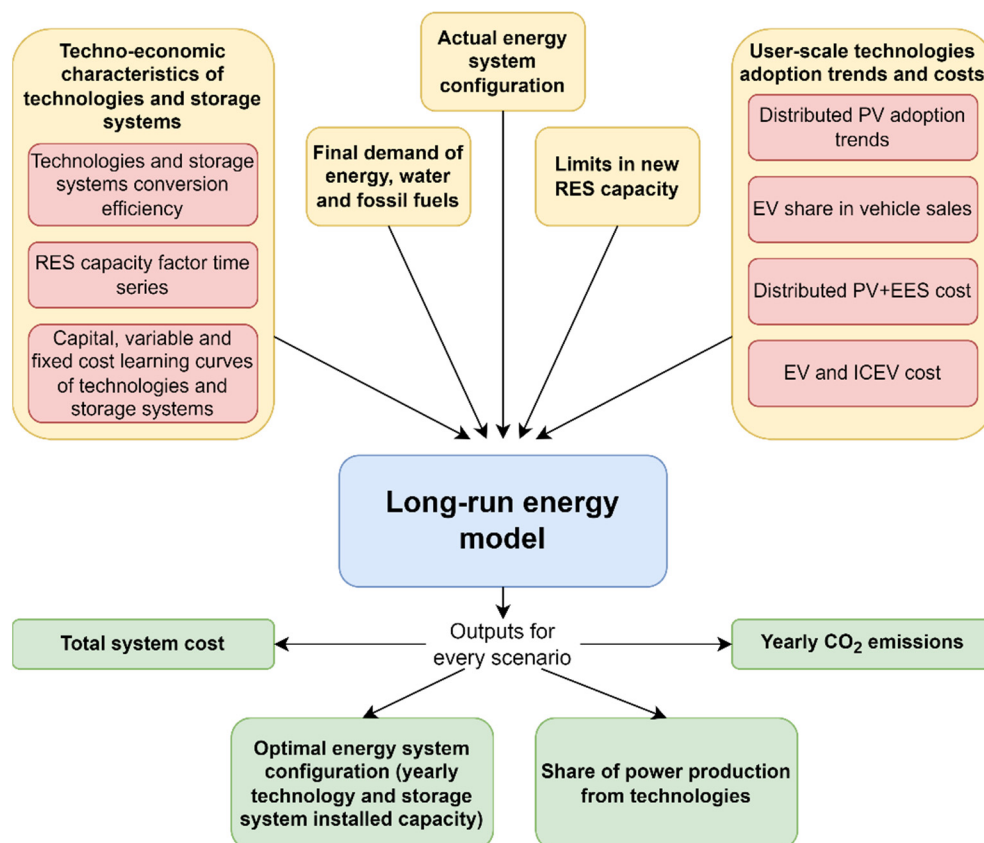 Techno-economic
characteristics of
technologies and storage
systems
Technologies and storage
systems conversion
efficiency
RES capacity factor time
series
Capital, variable and
fixed cost learning curves
of technologies and
storage systems
Final demand of
energy, water
and fossil fuels
Actual energy
system
configuration
Limits in new
RES capacity
User-scale technologies
adoption trends and costs
Distributed PV adoption
trends
EV share in vehicle sales
Distributed PV+EES cost
EV and ICEV cost
Long-run energy
model
Outputs for
every scenario
Total system cost
Yearly CO₂ emissions
Optimal energy system
configuration (yearly
technology and storage
system installed capacity)
Share of power production
from technologies